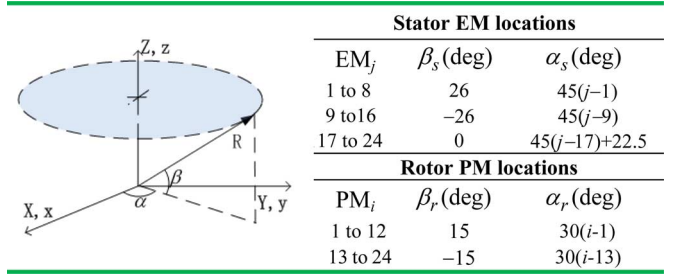 Z, z
R
β
α
X, x
Y, y
Stator EM locations
EMj βs(deg) αs(deg)
1 to 8 26 45(j−1)
9 to16 −26 45(j−9)
17 to 24 0 45(j−17)+22.5
Rotor PM locations
PMi βr(deg) αr(deg)
1 to 12 15 30(i-1)
13 to 24 −15 30(i-13)